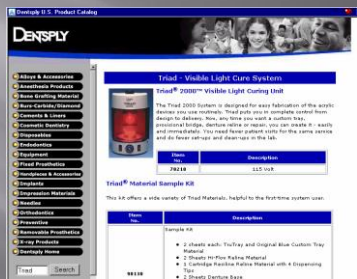 Dentsply U.S. Product Catalog
DENTSPLY
Alloys & Accessories
Anesthesia Products
Bone Grafting Material
Burs-Carbide/Diamond
Cements & Liners
Cosmetic Dentistry
Disposables
Endodontics
Equipment
Fixed Prosthetics
Handpieces & Accessories
Implants
Impression Materials
Needles
Orthodontics
Preventive
Removable Prosthetics
X-ray Products
Dentsply Home
Triad
Search
Triad - Visible Light Cure System
Triad® 2000™ Visible Light Curing Unit
The Triad 2000 System is designed for ease fabrication of the acrylic
devices you use routinely. Triad puts you in complete control from
design to delivery. Now, any time you want a custom tray,
provisional bridge, denture reline or repair, you can create it - easily
and immediately. You need fewer patient visits for the same service
and do fewer set-ups and clean-ups in the lab.
Item No.
Description
70210
115 Volt
Triad® Material Sample Kit
This kit offers a wide variety of Triad Materials, helpful to the first-time system user.
Item No.
Description
Sample Kit
2 sheets each: TruTray and Original Blue Custom Tray
Material
2 Sheets Hi-Flow Reline Material
1 Cartridge Resiline Reline Material with 4 Dispensing
Tips
2 Sheets Denture Base